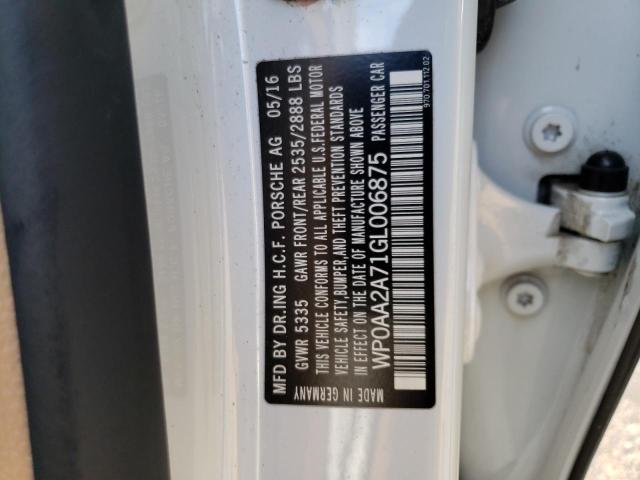 MFD BY DR.ING H.C.F. PORSCHE AG 05/16
GVWR 5335 GAWR FRONT/REAR 2535/2888 LBS
THIS VEHICLE CONFORMS TO ALL APPLICABLE U.S.FEDERAL MOTOR
VEHICLE SAFETY,BUMPER,AND THEFT PREVENTION STANDARDS
IN EFFECT ON THE DATE OF MANUFACTURE SHOWN ABOVE
WP0AA2A71GL006875 PASSENGER CAR
MADE IN GERMANY
970 701 112 02